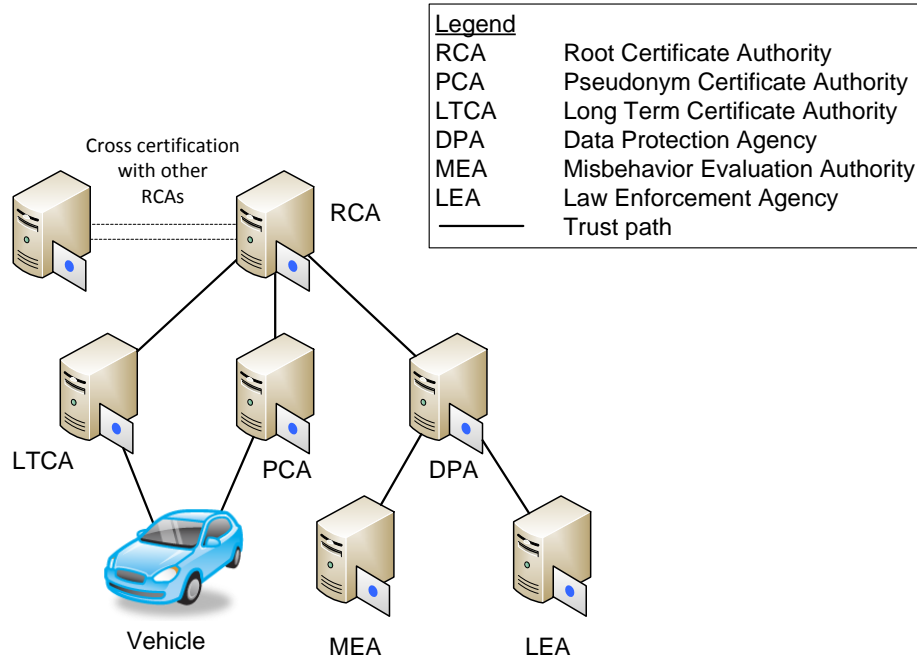 Legend
RCA Root Certificate Authority
PCA Pseudonym Certificate Authority
LTCA Long Term Certificate Authority
DPA Data Protection Agency
MEA Misbehavior Evaluation Authority
LEA Law Enforcement Agency
Trust path
Cross certification
with other
RCAs
RCA
LTCA
PCA
DPA
Vehicle
MEA
LEA